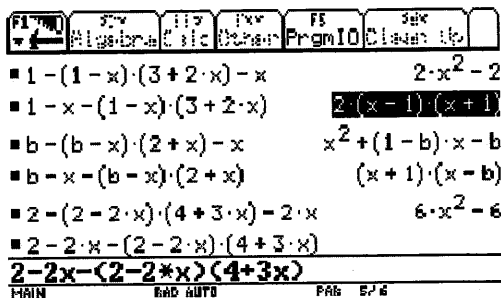 F1 F5
Algebra Calc Other PrgmIO Clean Up
▪1-(1-x)·(3+2·x)-x 2·x²-2
▪1-x-(1-x)·(3+2·x) 2·(x-1)·(x+1)
▪b-(b-x)·(2+x)-x x²+(1-b)·x-b
▪b-x-(b-x)·(2+x) (x+1)·(x-b)
▪2-(2-2·x)·(4+3·x)-2·x 6·x²-6
▪2-2·x-(2-2·x)·(4+3·x)
2-2x-(2-2*x)(4+3x)
MAIN RAD AUTO PAR 5/6